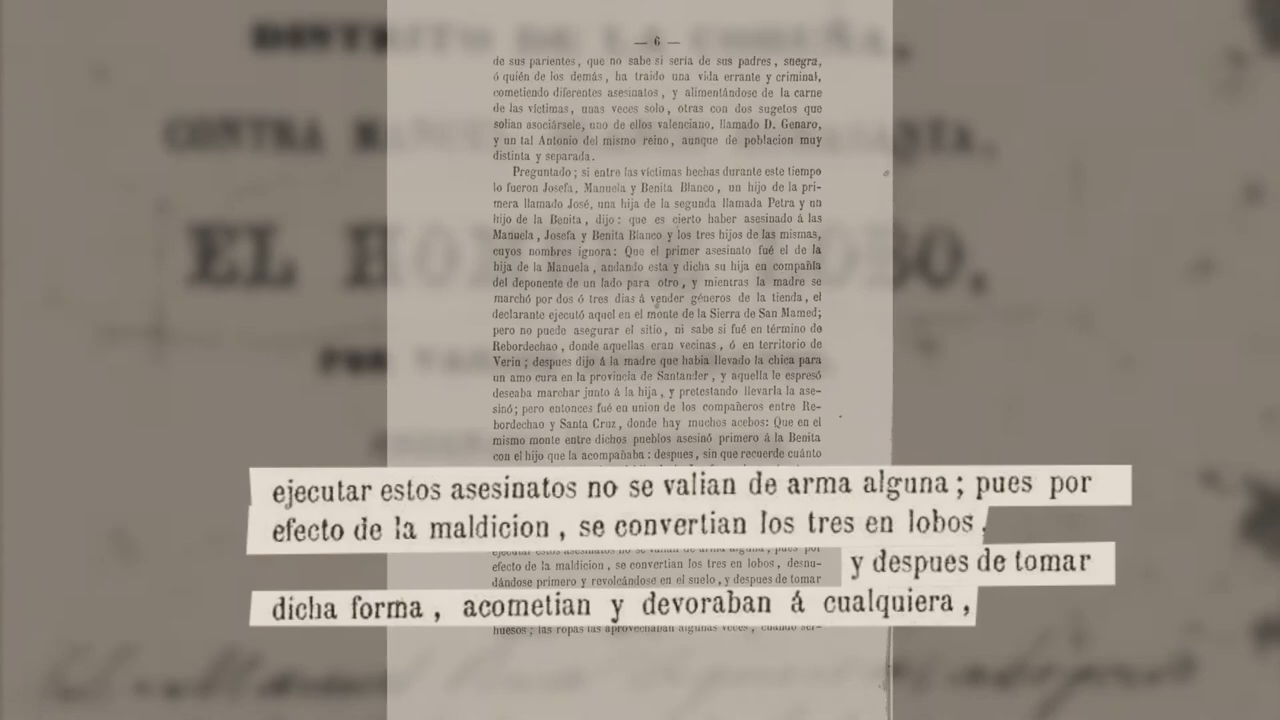 DISTRITO DE LA CORUÑA,
CONTRA
EL HO OBO,
— 6 —
de sus parientes, que no sabe si sería de sus padres, suegra,
ó quién de los demás, ha traido una vida errante y criminal,
cometiendo diferentes asesinatos, y alimentándose de la carne
de las víctimas, unas veces solo, otras con dos sugetos que
solian asociársele, uno de ellos valenciano, llamado D. Genaro,
y un tal Antonio del mismo reino, aunque de poblacion muy
distinta y separada.
Preguntado; si entre las víctimas hechas durante este tiempo
lo fueron Josefa, Manuela y Benita Blanco, un hijo de la pri-
mera llamado José, una hija de la segunda llamada Petra y un
hijo de la Benita, dijo: que es cierto haber asesinado á las
Manuela, Josefa y Benita Blanco y los tres hijos de las mismas,
cuyos nombres ignora: Que el primer asesinato fué el de la
hija de la Manuela, andando esta y dicha su hija en compañía
del deponente de un lado para otro, y mientras la madre se
marchó por dos ó tres dias á vender géneros de la tienda, el
declarante ejecutó aquel en el monte de la Sierra de San Mamed;
pero no puede asegurar el sitio, ni sabe si fué en término de
Rebordechao, donde aquellas eran vecinas, ó en territorio de
Verin; despues dijo á la madre que habia llevado la chica para
un amo cura en la provincia de Santander, y aquella le espresó
deseaba marchar junto á la hija, y pretestando llevarla la ase-
sinó; pero entonces fué en union de los compañeros entre Re-
bordechao y Santa Cruz, donde hay muchos acebos: Que en el
mismo monte entre dichos pueblos asesinó primero á la Benita
con el hijo que la acompañaba: despues, sin que recuerde cuánto
ejecutar estos asesinatos no se valian de arma alguna; pues por
efecto de la maldicion, se convertian los tres en lobos,
ejecutar estos asesinatos no se valian de arma alguna, pues por
efecto de la maldicion, se convertian los tres en lobos, desnu-
dándose primero y revolcándose en el suelo, y despues de tomar
y despues de tomar
dicha forma, acometian y devoraban á cualquiera,
huesos; las ropas las aprovechaban algunas veces, cuando ser-